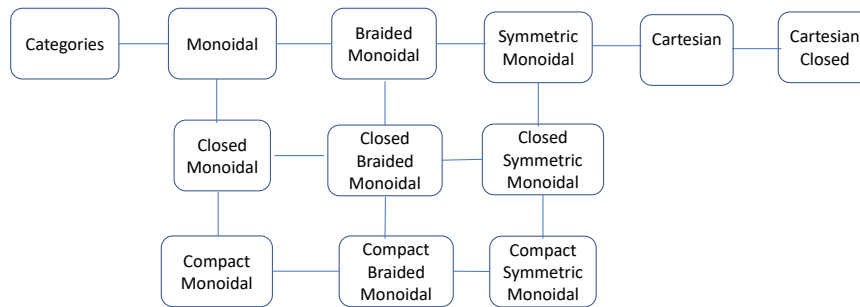 Categories
Monoidal
Braided
Monoidal
Symmetric
Monoidal
Cartesian
Cartesian
Closed
Closed
Monoidal
Closed
Braided
Monoidal
Closed
Symmetric
Monoidal
Compact
Monoidal
Compact
Braided
Monoidal
Compact
Symmetric
Monoidal